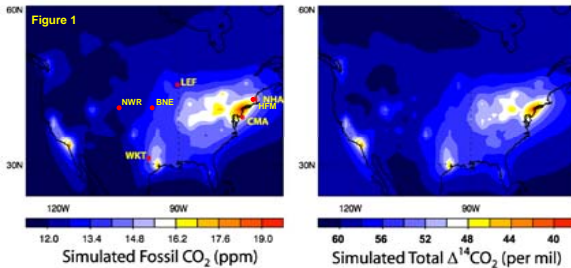 Figure 1
60N
30N
120W
90W
LEF
NWR
BNE
NHA
HFM
CMA
WKT
12.0 13.4 14.8 16.2 17.6 19.0
Simulated Fossil CO₂ (ppm)
60N
30N
120W
90W
60 56 52 48 44 40
Simulated Total Δ¹⁴CO₂ (per mil)